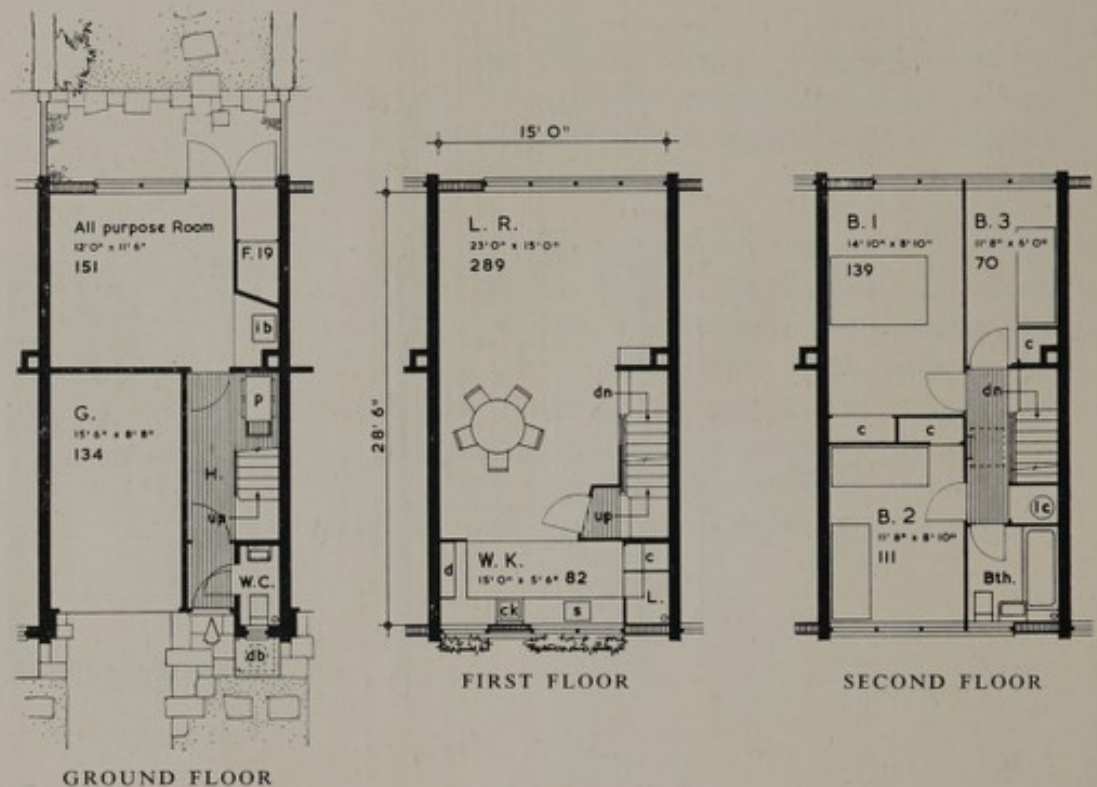 All purpose Room
12'0" x 11'6"
151
F.19
ib
G.
15'6" x 8'8"
134
p
H.
up
W.C.
db
GROUND FLOOR
15' 0"
28' 6"
L. R.
23'0" x 15'0"
289
dn
up
d
W. K.
15'0" x 5'6" 82
c
L.
ck
s
FIRST FLOOR
B. 1
14'10" x 8'10"
139
B. 3
11'8" x 6'0"
70
c
dn
c
c
B. 2
11'8" x 8'10"
111
lc
Bth.
SECOND FLOOR